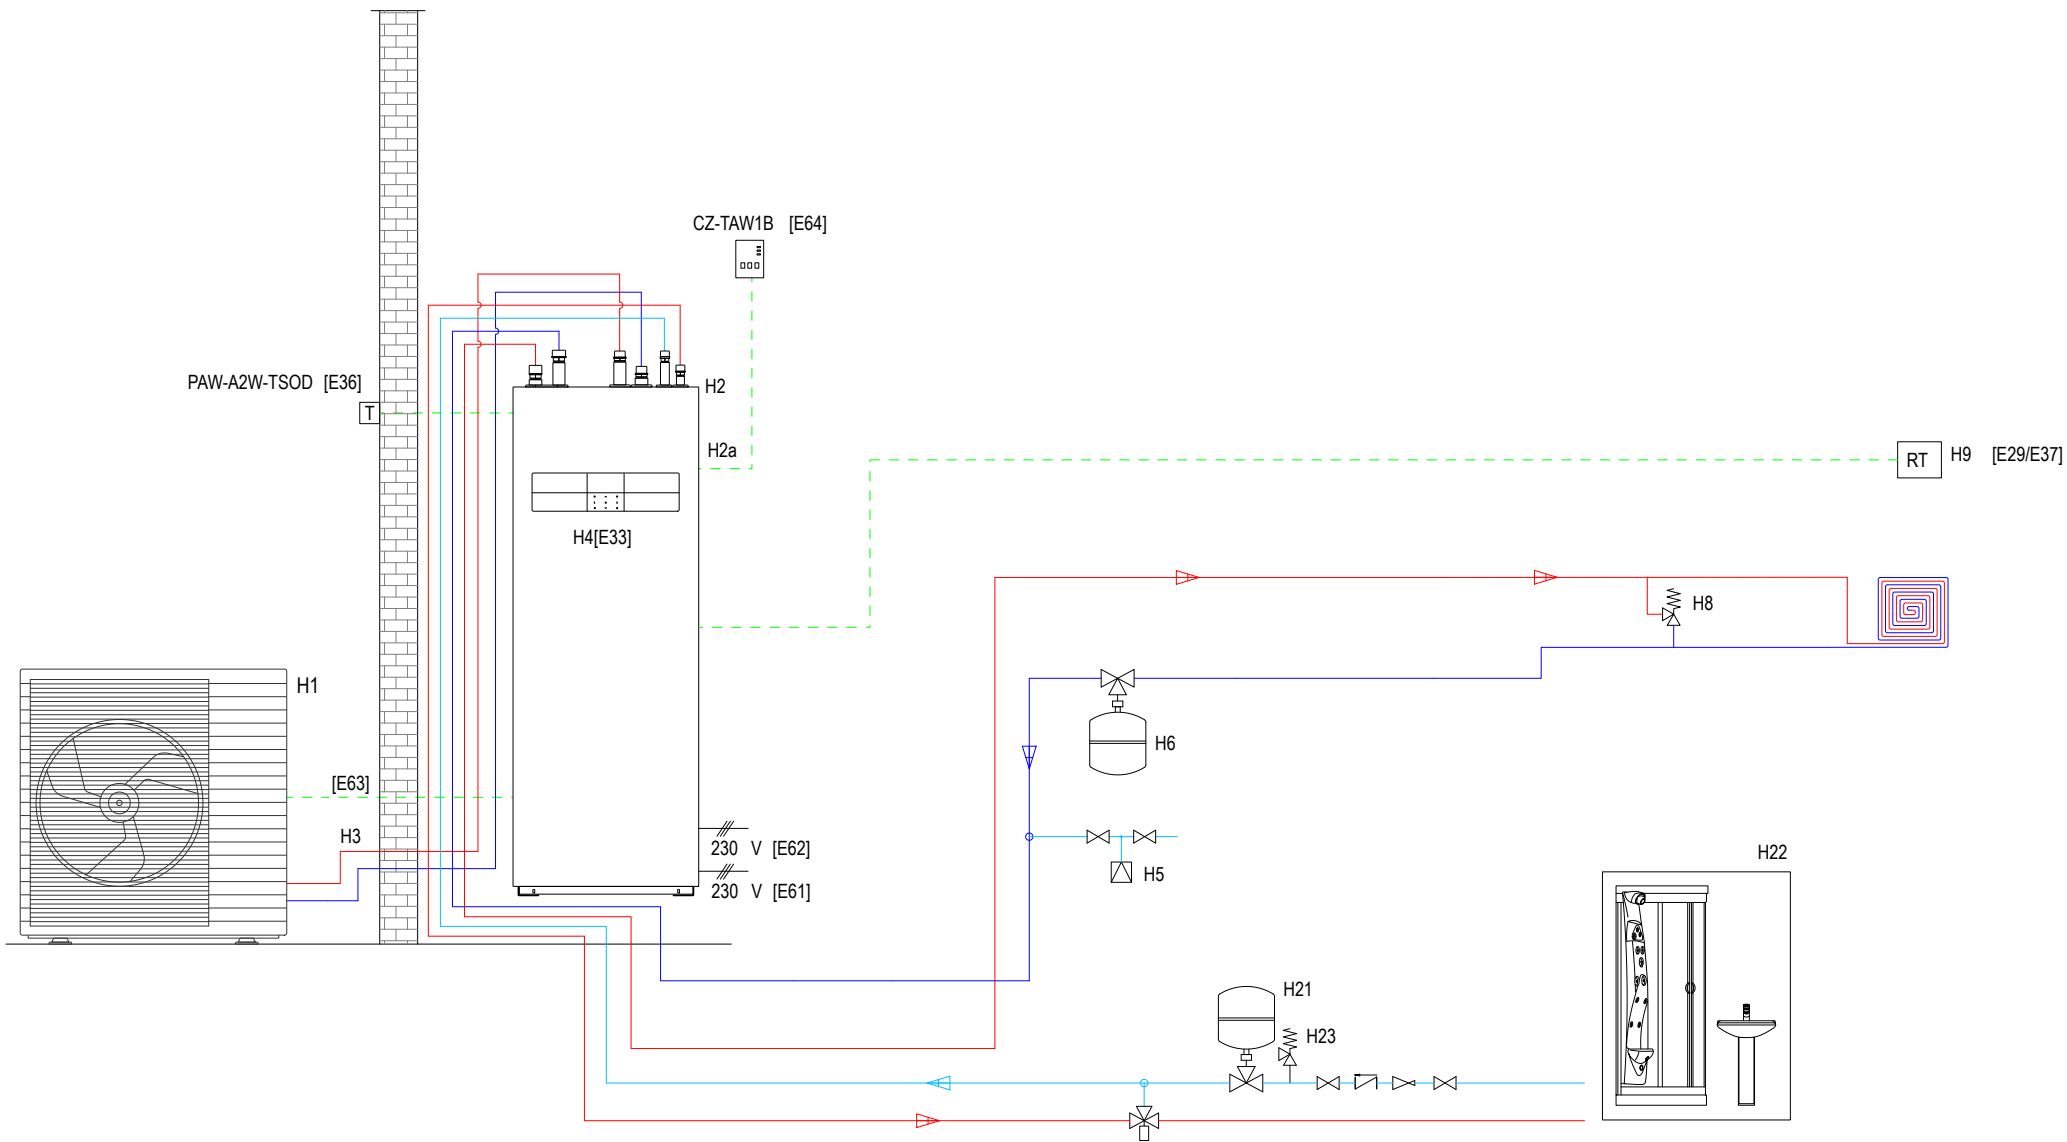 CZ-TAW1B [E64]
PAW-A2W-TSOD [E36]
T
H2
H2a
RT
H9 [E29/E37]
H4[E33]
H8
H1
H6
[E63]
H3
230 V [E62]
H22
H5
230 V [E61]
H21
H23